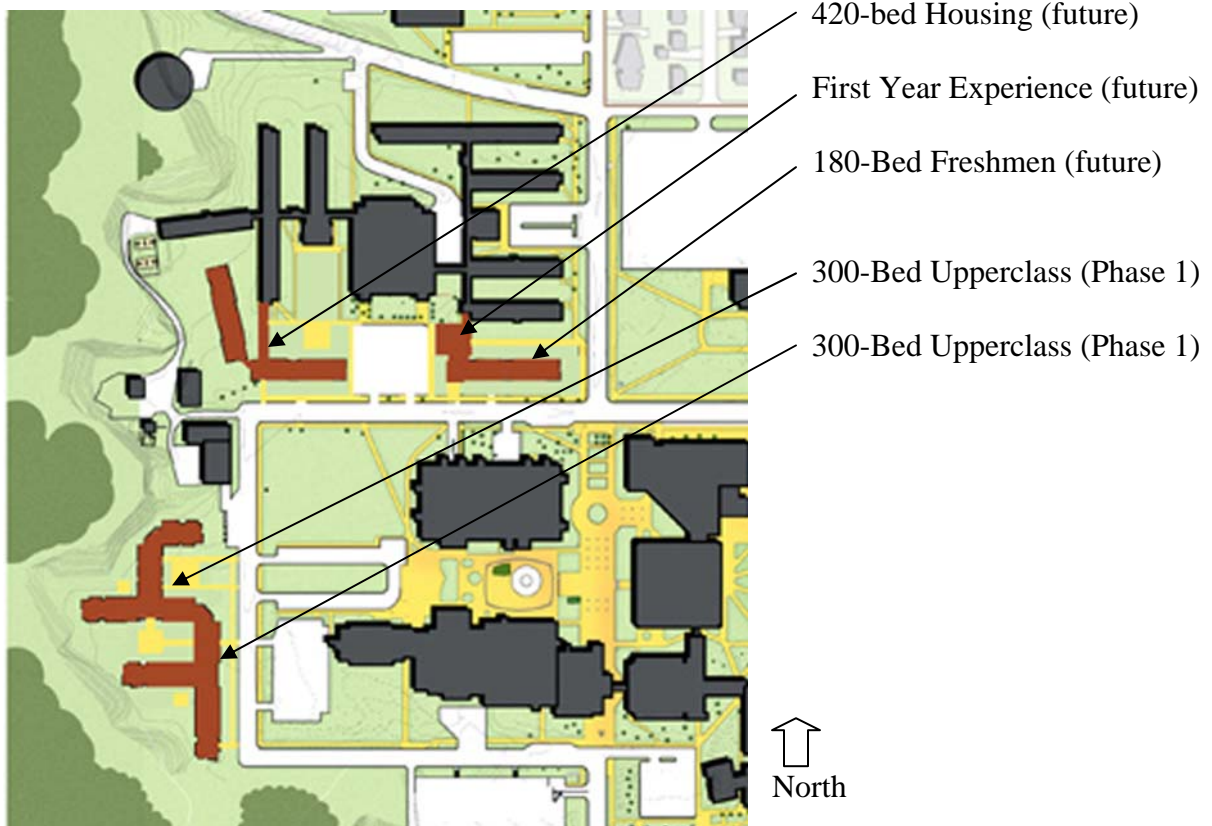 420-bed Housing (future)
First Year Experience (future)
180-Bed Freshmen (future)
300-Bed Upperclass (Phase 1)
300-Bed Upperclass (Phase 1)
North